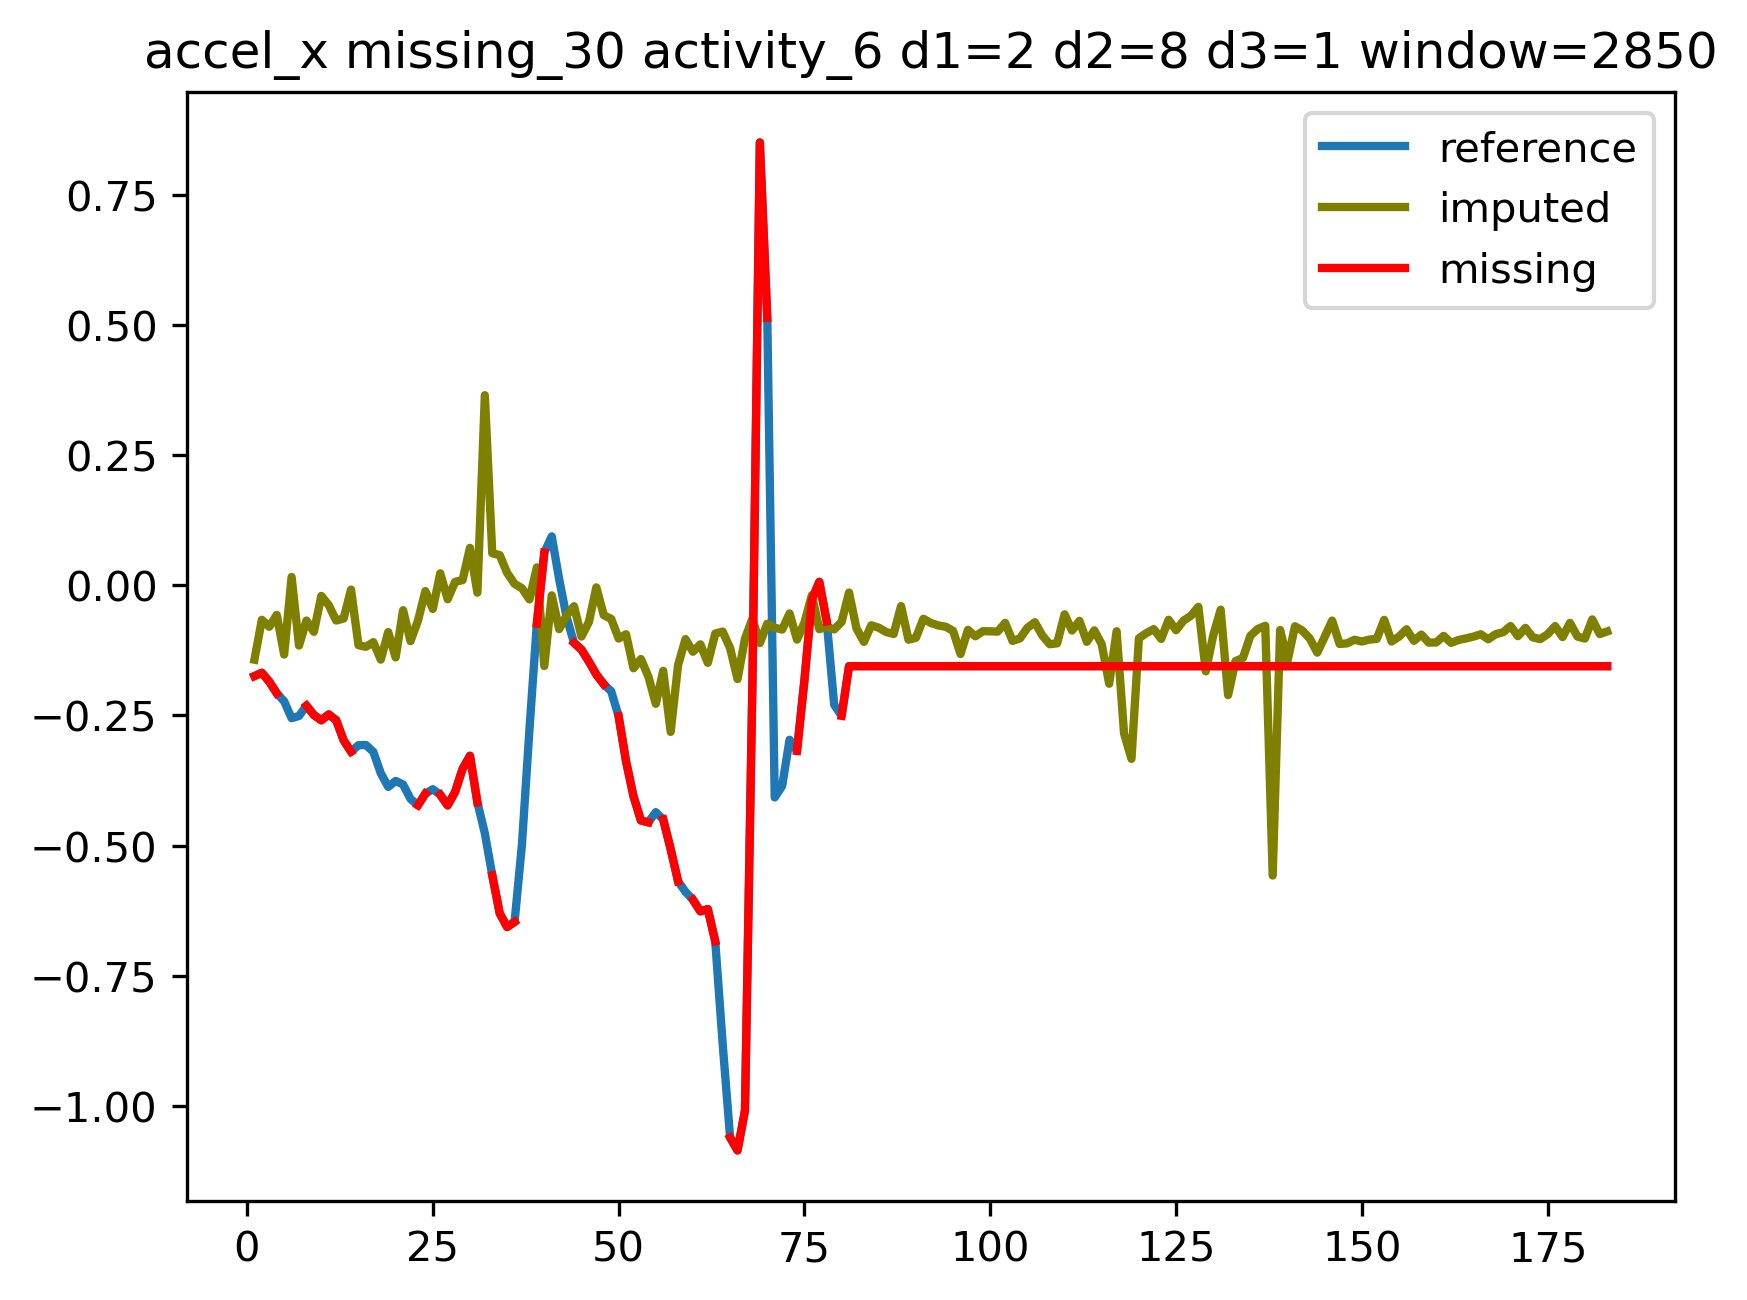 accel_x missing_30 activity_6 d1=2 d2=8 d3=1 window=2850
reference
imputed
missing
0.75
0.50
0.25
0.00
−0.25
−0.50
−0.75
−1.00
0 25 50 75 100 125 150 175